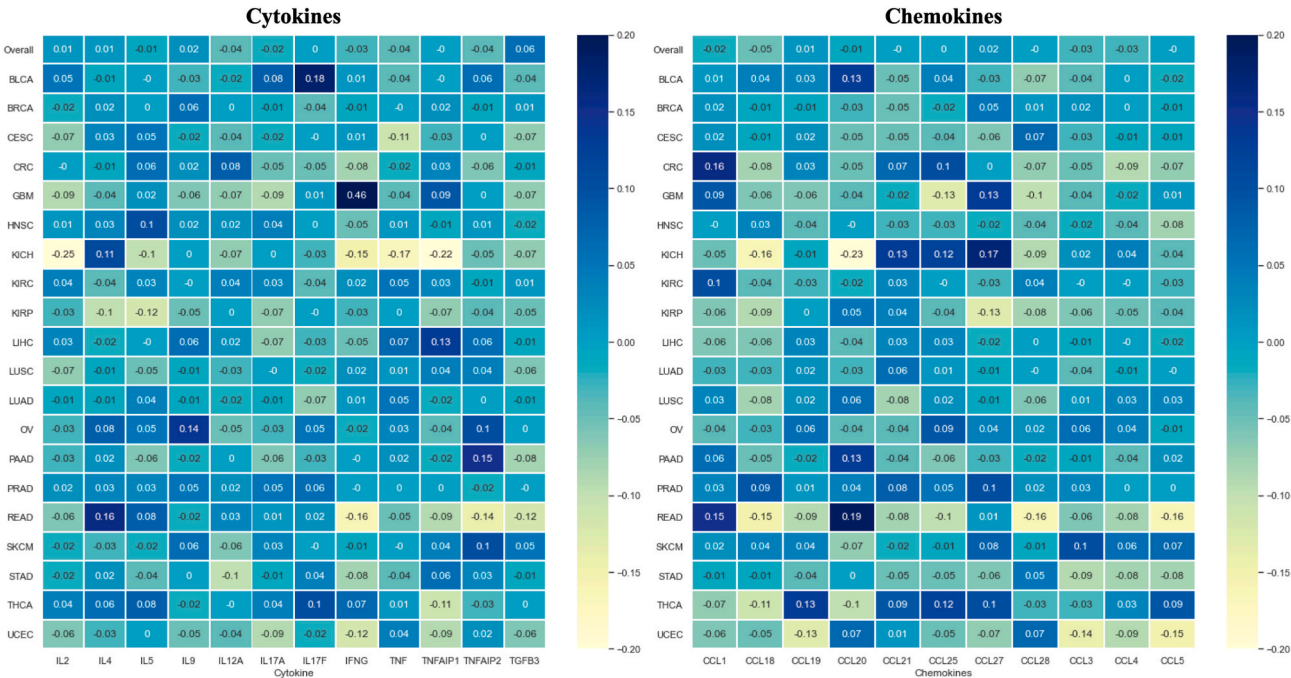 Cytokines Chemokines
Overall 0.01 0.01 -0.01 0.02 -0.04 -0.02 0 -0.03 -0.04 -0 -0.04 0.06 0.20 Overall -0.02 -0.05 0.01 -0.01 -0 0 0.02 -0 -0.03 -0.03 -0 0.20
BLCA 0.05 -0.01 -0 -0.03 -0.02 0.08 0.18 0.01 -0.04 -0 0.06 -0.04 BLCA 0.01 0.04 0.03 0.13 -0.05 0.04 -0.03 -0.07 -0.04 0 -0.02
BRCA -0.02 0.02 0 0.06 0 -0.01 -0.04 -0.01 -0 0.02 -0.01 0.01 0.15 BRCA 0.02 -0.01 -0.01 -0.03 -0.05 -0.02 0.05 0.01 0.02 0 -0.01 0.15
CESC -0.07 0.03 0.05 -0.02 -0.04 -0.02 -0 0.01 -0.11 -0.03 0 -0.07 CESC 0.02 -0.01 0.02 -0.05 -0.05 -0.04 -0.06 0.07 -0.03 -0.01 -0.01
CRC -0 -0.01 0.06 0.02 0.08 -0.05 -0.05 -0.08 -0.02 0.03 -0.06 -0.01 CRC 0.16 -0.08 0.03 -0.05 0.07 0.1 0 -0.07 -0.05 -0.09 -0.07
GBM -0.09 -0.04 0.02 -0.06 -0.07 -0.09 0.01 0.46 -0.04 0.09 0 -0.07 0.10 GBM 0.09 -0.06 -0.06 -0.04 -0.02 -0.13 0.13 -0.1 -0.04 -0.02 0.01 0.10
HNSC 0.01 0.03 0.1 0.02 0.02 0.04 0 -0.05 0.01 -0.01 0.01 -0.02 HNSC -0 0.03 -0.04 -0 -0.03 -0.03 -0.04 -0.02 -0.04 -0.02 -0.08
KICH -0.25 0.11 -0.1 0 -0.07 0 -0.03 -0.15 -0.17 -0.22 -0.05 -0.07 KICH -0.05 -0.16 -0.01 -0.23 0.13 0.12 0.17 -0.09 0.02 0.04 -0.04
KIRC 0.04 -0.04 0.03 -0 0.04 0.03 -0.04 0.02 0.05 0.03 -0.01 0.01 0.05 KIRC 0.1 -0.04 -0.03 -0.02 0.03 -0 -0.03 0.04 -0 -0 -0.03 0.05
KIRP -0.03 -0.1 -0.12 -0.05 0 -0.07 -0 -0.02 -0.01 -0.07 -0.04 -0.05 KIRP -0.06 -0.09 0 0.05 0.04 -0.04 -0.13 -0.08 -0.06 -0.05 -0.04
LIHC 0.03 -0.02 -0 0.06 0.02 -0.07 -0.03 -0.05 0.07 0.13 0.06 -0.01 0.00 LIHC -0.06 -0.06 0.03 -0.04 0.03 0.03 -0.02 0 -0.01 -0 -0.02 0.00
LUSC -0.07 -0.01 -0.05 -0.01 -0.03 -0 -0.02 0.02 0.01 0.04 0.04 -0.06 LUAD -0.03 -0.03 0.02 -0.03 0.06 0.01 -0.01 -0 -0.04 -0.01 -0
LUAD -0.01 -0.01 0.04 -0.01 0.01 -0.01 -0.07 0.01 0.05 -0.02 0 -0.01 LUSC 0.03 -0.08 0.02 0.06 -0.08 0.02 -0.01 -0.06 0.01 0.03 0.03
OV -0.03 0.08 0.05 0.14 -0.05 -0.03 0.05 -0.02 0.03 -0.04 0.1 0 -0.05 OV -0.04 -0.03 0.06 -0.04 -0.04 0.09 0.04 0.02 0.06 0.04 -0.01 -0.05
PAAD -0.03 0.02 -0.06 -0.02 0 -0.06 -0.03 -0 0.02 -0.02 0.15 -0.08 PAAD 0.06 -0.05 -0.02 0.13 -0.04 -0.06 -0.03 -0.02 -0.01 -0.04 0.02
PRAD 0.02 0.03 0.03 0.05 0.02 0.05 0.06 -0 -0 0 -0.02 -0 -0.10 PRAD 0.03 0.09 0.01 0.04 0.08 0.05 0.1 0.02 0.03 0 0 -0.10
READ -0.06 0.16 0.08 -0.02 0.03 0.01 0.02 -0.16 -0.05 -0.09 -0.14 -0.12 READ 0.15 -0.15 -0.09 0.19 -0.08 -0.1 0.01 -0.16 -0.06 -0.08 -0.16
SKCM -0.02 -0.03 -0.02 0.06 -0.06 0.03 -0 -0.01 -0 0.04 0.1 0.05 SKCM 0.02 0.04 0.04 -0.07 -0.02 -0.01 0.08 -0.01 0.1 0.06 0.07
STAD -0.02 0.02 -0.04 0 -0.1 -0.01 0.04 -0.08 -0.01 0.06 0.03 -0.01 -0.15 STAD -0.01 -0.01 -0.04 0 -0.05 -0.05 -0.06 0.05 -0.09 -0.08 -0.08 -0.15
THCA 0.04 0.06 0.08 -0.02 -0 0.04 0.1 0.07 0.01 -0.11 -0.03 0 THCA -0.07 -0.11 0.13 -0.1 0.09 0.12 0.1 -0.03 -0.03 0.03 0.09
UCEC -0.06 -0.03 0 -0.05 -0.04 -0.09 -0.02 -0.12 0.04 -0.09 0.02 -0.06 -0.20 UCEC -0.06 -0.05 -0.13 0.07 0.01 -0.05 -0.02 0.07 -0.14 -0.09 -0.15 -0.20
IL2 IL4 IL5 IL9 IL12A IL17A IL17F IFNG TNF TNFAIP1 TNFAIP2 TGFB3 CCL1 CCL18 CCL19 CCL20 CCL21 CCL25 CCL27 CCL28 CCL3 CCL4 CCL5
Cytokine Chemokines